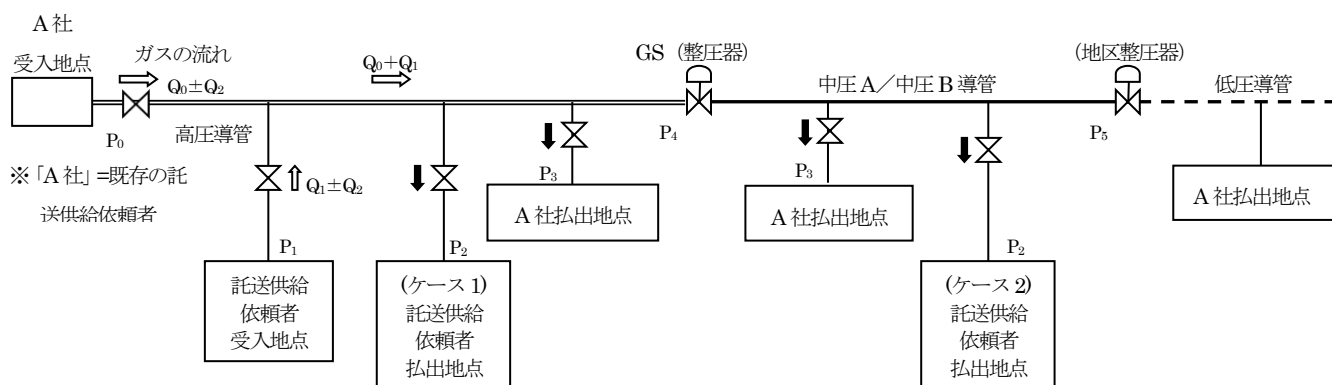 A社
受入地点
ガスの流れ
Q₀±Q₂
Q₀+Q₁
GS（整圧器）
（地区整圧器）
中圧A／中圧B導管
低圧導管
P₀
高圧導管
P₄
P₅
※「A社」=既存の託
送供給依頼者
Q₁±Q₂
P₃
A社払出地点
P₃
A社払出地点
A社払出地点
P₁
託送供給
依頼者
受入地点
P₂
(ケース1)
託送供給
依頼者
払出地点
P₂
(ケース2)
託送供給
依頼者
払出地点